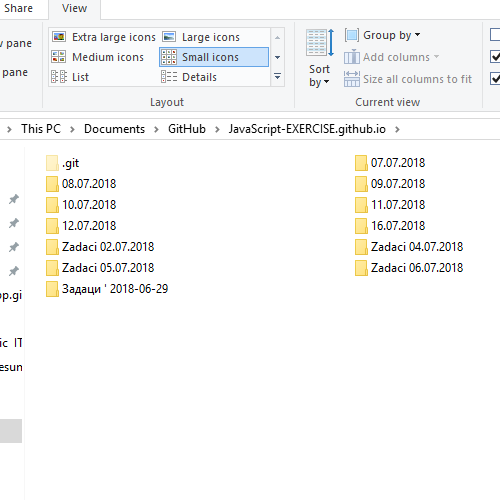 Share View
Extra large icons Large icons
w pane
Medium icons Small icons
pane
List Details
Sort by
Group by
Add columns
Size all columns to fit
Layout Current view
This PC > Documents > GitHub > JavaScript-EXERCISE.github.io >
.git 07.07.2018
08.07.2018 09.07.2018
10.07.2018 11.07.2018
12.07.2018 16.07.2018
Zadaci 02.07.2018 Zadaci 04.07.2018
Zadaci 05.07.2018 Zadaci 06.07.2018
Задаци ' 2018-06-29
op.gi
ic IT
esum